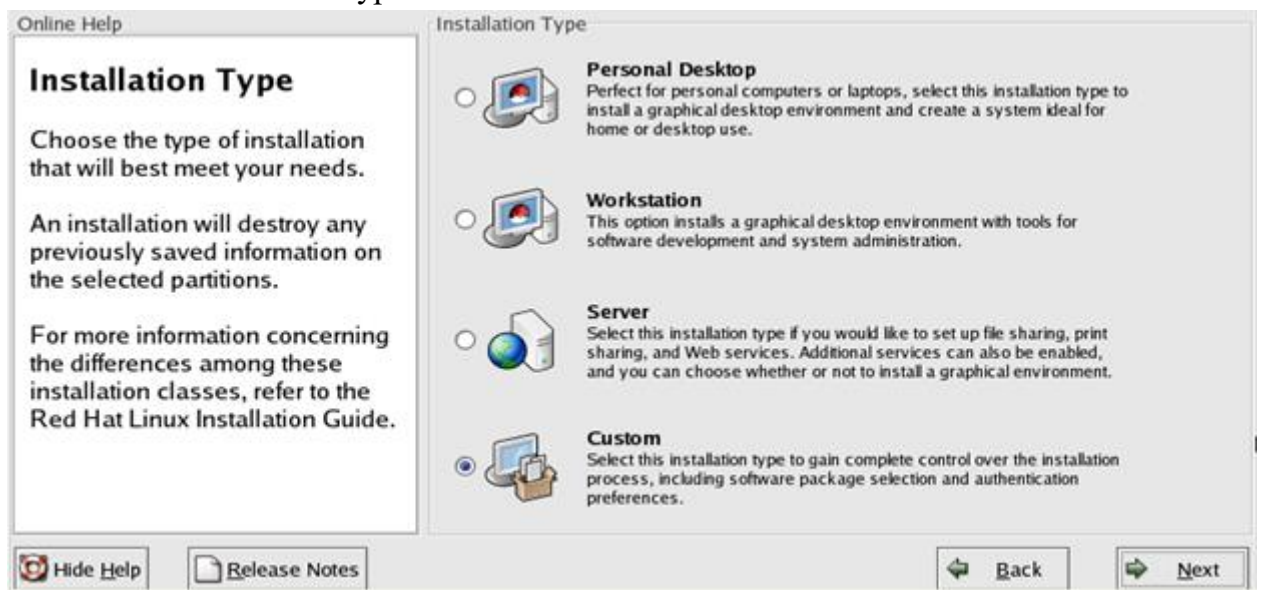 Online Help
Installation Type
Choose the type of installation
that will best meet your needs.
An installation will destroy any
previously saved information on
the selected partitions.
For more information concerning
the differences among these
installation classes, refer to the
Red Hat Linux Installation Guide.
Installation Type
Personal Desktop
Perfect for personal computers or laptops, select this installation type to
install a graphical desktop environment and create a system ideal for
home or desktop use.
Workstation
This option installs a graphical desktop environment with tools for
software development and system administration.
Server
Select this installation type if you would like to set up file sharing, print
sharing, and Web services. Additional services can also be enabled,
and you can choose whether or not to install a graphical environment.
Custom
Select this installation type to gain complete control over the installation
process, including software package selection and authentication
preferences.
Hide Help
Release Notes
Back
Next